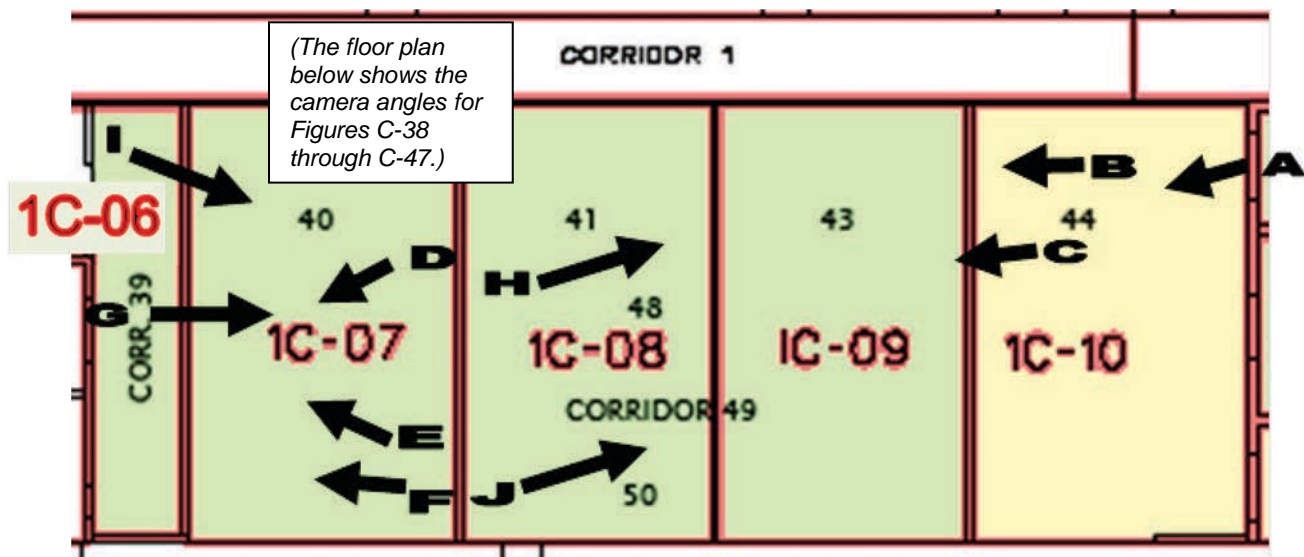 (The floor plan
below shows the
camera angles for
Figures C-38
through C-47.)
CORRIDOR 1
I
B
A
1C-06
40
41
43
44
D
H
C
G
CORR. 39
48
1C-07
1C-08
1C-09
1C-10
CORRIDOR 49
E
F
J
50